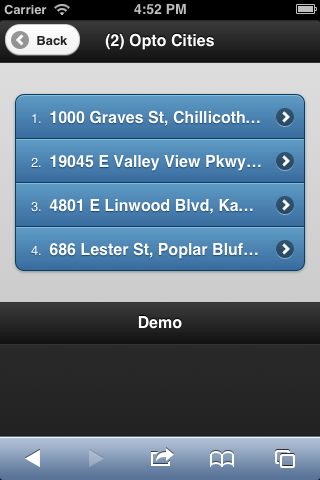 Carrier 4:52 PM
Back (2) Opto Cities
1. 1000 Graves St, Chillicoth...
2. 19045 E Valley View Pkwy...
3. 4801 E Linwood Blvd, Ka...
4. 686 Lester St, Poplar Bluf...
Demo